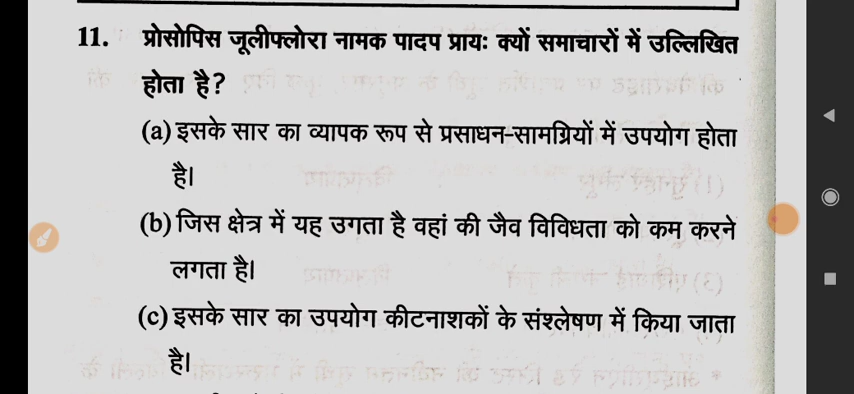 11. प्रोसोपिस जूलीफ्लोरा नामक पादप प्रायः क्यों समाचारों में उल्लिखित
होता है?
(a) इसके सार का व्यापक रूप से प्रसाधन-सामग्रियों में उपयोग होता
है।
(b) जिस क्षेत्र में यह उगता है वहां की जैव विविधता को कम करने
लगता है।
(c) इसके सार का उपयोग कीटनाशकों के संश्लेषण में किया जाता
है।